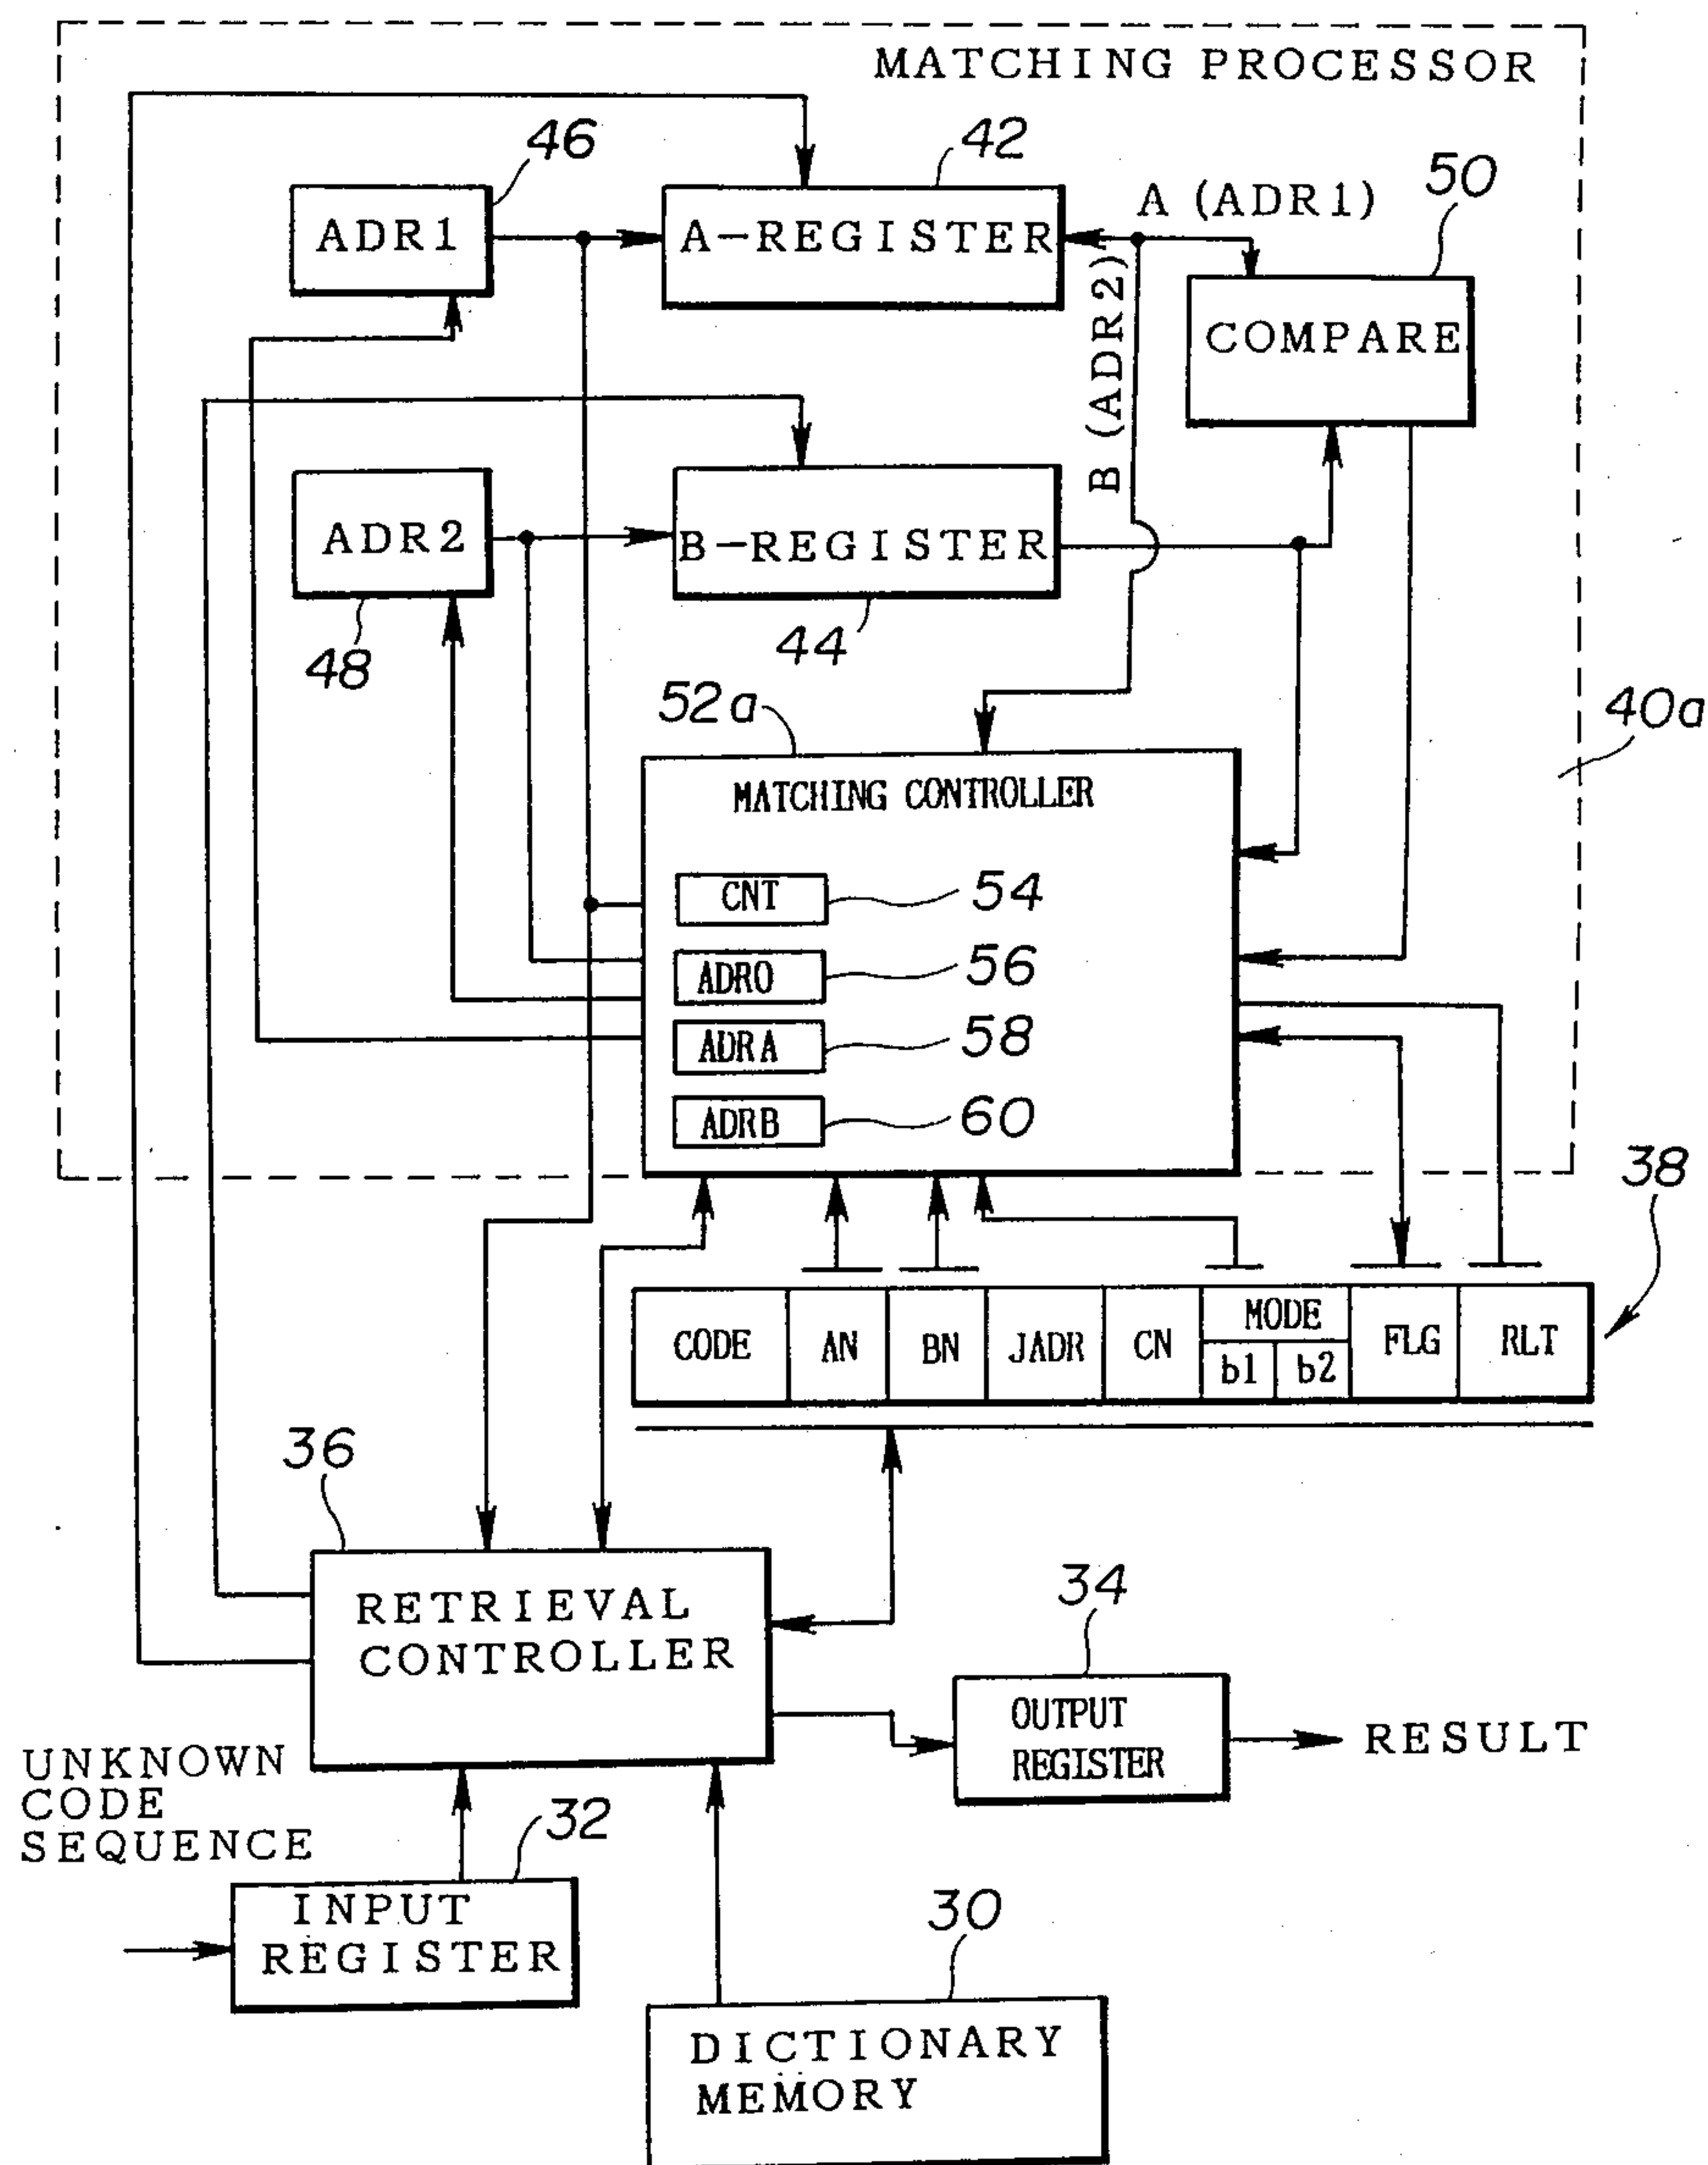 MATCHING PROCESSOR
46
42
50
ADR1
A-REGISTER
A (ADR1)
B (ADR2)
COMPARE
ADR2
B-REGISTER
48
44
52a
40a
MATCHING CONTROLLER
CNT
54
ADR0
56
ADRA
58
ADRB
60
38
CODE
AN
BN
JADR
CN
MODE
b1
b2
FLG
RLT
36
RETRIEVAL
CONTROLLER
34
OUTPUT
REGISTER
RESULT
UNKNOWN
CODE
SEQUENCE
32
INPUT
REGISTER
30
DICTIONARY
MEMORY